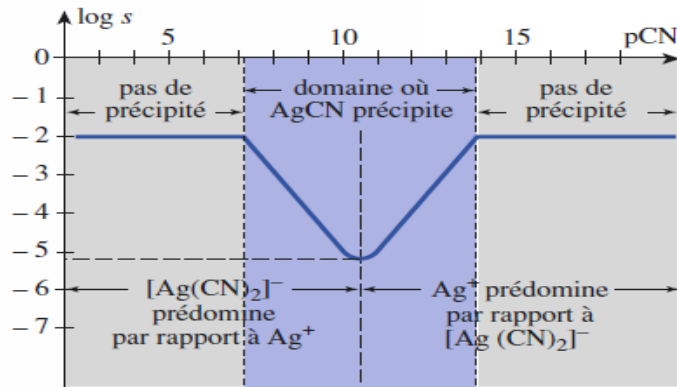 log s
5 10 15 pCN
0
pas de
précipité
domaine où
AgCN précipite
pas de
précipité
– 1
– 2
– 3
– 4
– 5
– 6
– 7
[Ag(CN)₂]⁻
prédomine
par rapport à Ag⁺
Ag⁺ prédomine
par rapport à
[Ag (CN)₂]⁻